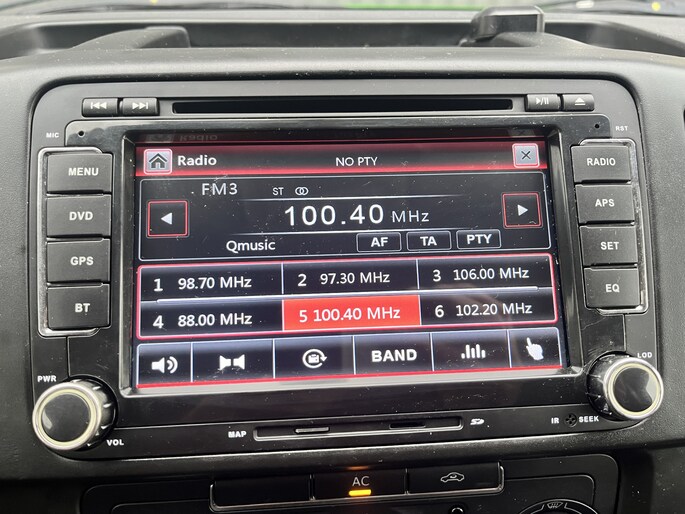 MIC
RST
MENU
DVD
GPS
BT
RADIO
APS
SET
EQ
Radio NO PTY
FM3 ST
100.40 MHz
Qmusic AF TA PTY
1 98.70 MHz 2 97.30 MHz 3 106.00 MHz
4 88.00 MHz 5 100.40 MHz 6 102.20 MHz
BAND
PWR
VOL
MAP
SD
IR SEEK
LOD
AC